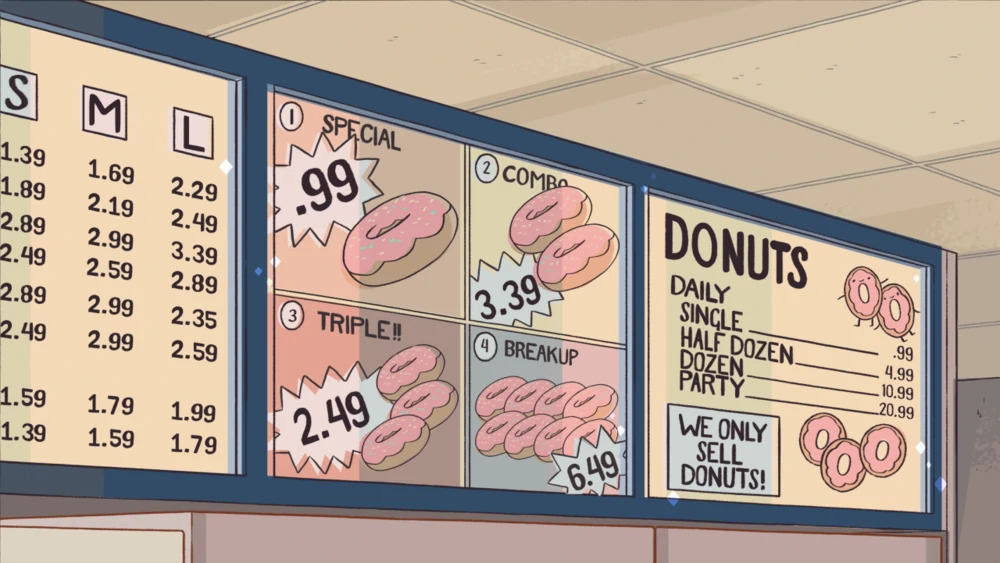 S M L
1.39 1.69 2.29
1.89 2.19 2.49
2.89 2.99 3.39
2.49 2.59 2.89
2.89 2.99 2.35
2.49 2.99 2.59
1.59 1.79 1.99
1.39 1.59 1.79
1 SPECIAL
.99
2 COMBO
3.39
3 TRIPLE!!
2.49
4 BREAKUP
6.49
DONUTS
DAILY
SINGLE .99
HALF DOZEN 4.99
DOZEN 10.99
PARTY 20.99
WE ONLY
SELL
DONUTS!